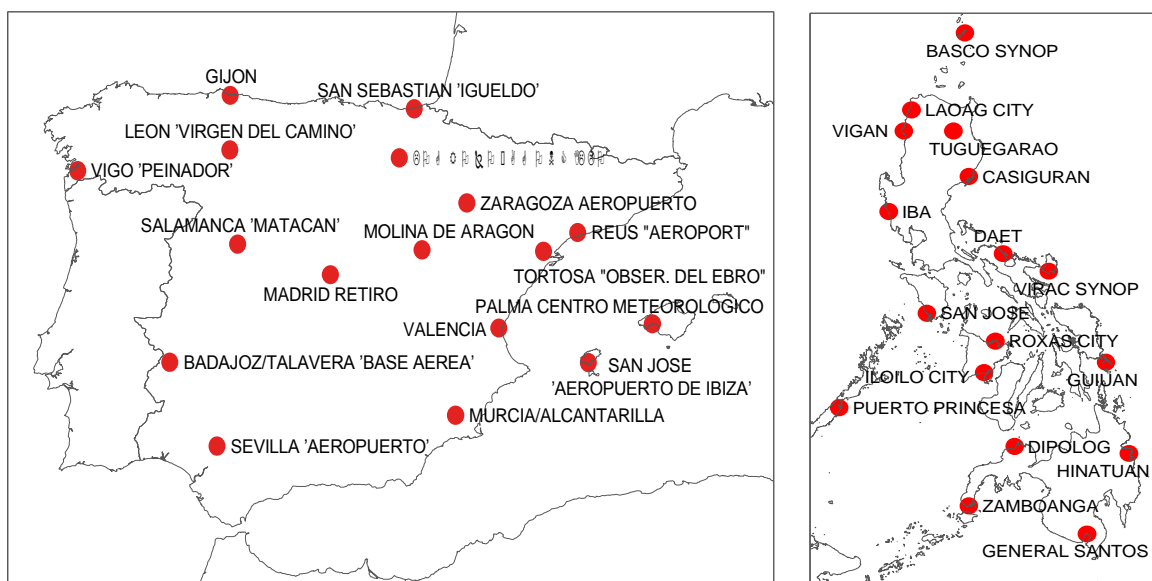 GIJON
SAN SEBASTIAN 'IGUELDO'
LEON 'VIRGEN DEL CAMINO'
VIGO 'PEINADOR'
ZARAGOZA AEROPUERTO
SALAMANCA 'MATACAN'
MOLINA DE ARAGON
REUS "AEROPORT"
TORTOSA "OBSER. DEL EBRO"
MADRID RETIRO
PALMA CENTRO METEOROLOGICO
VALENCIA
BADAJOZ/TALAVERA 'BASE AEREA'
SAN JOSE
'AEROPUERTO DE IBIZA'
MURCIA/ALCANTARILLA
SEVILLA 'AEROPUERTO'
BASCO SYNOP
LAOAG CITY
VIGAN
TUGUEGARAO
CASIGURAN
IBA
DAET
VIRAC SYNOP
SAN JOSE
ROXAS CITY
ILOILO CITY
GUIUAN
PUERTO PRINCESA
DIPOLOG
HINATUAN
ZAMBOANGA
GENERAL SANTOS